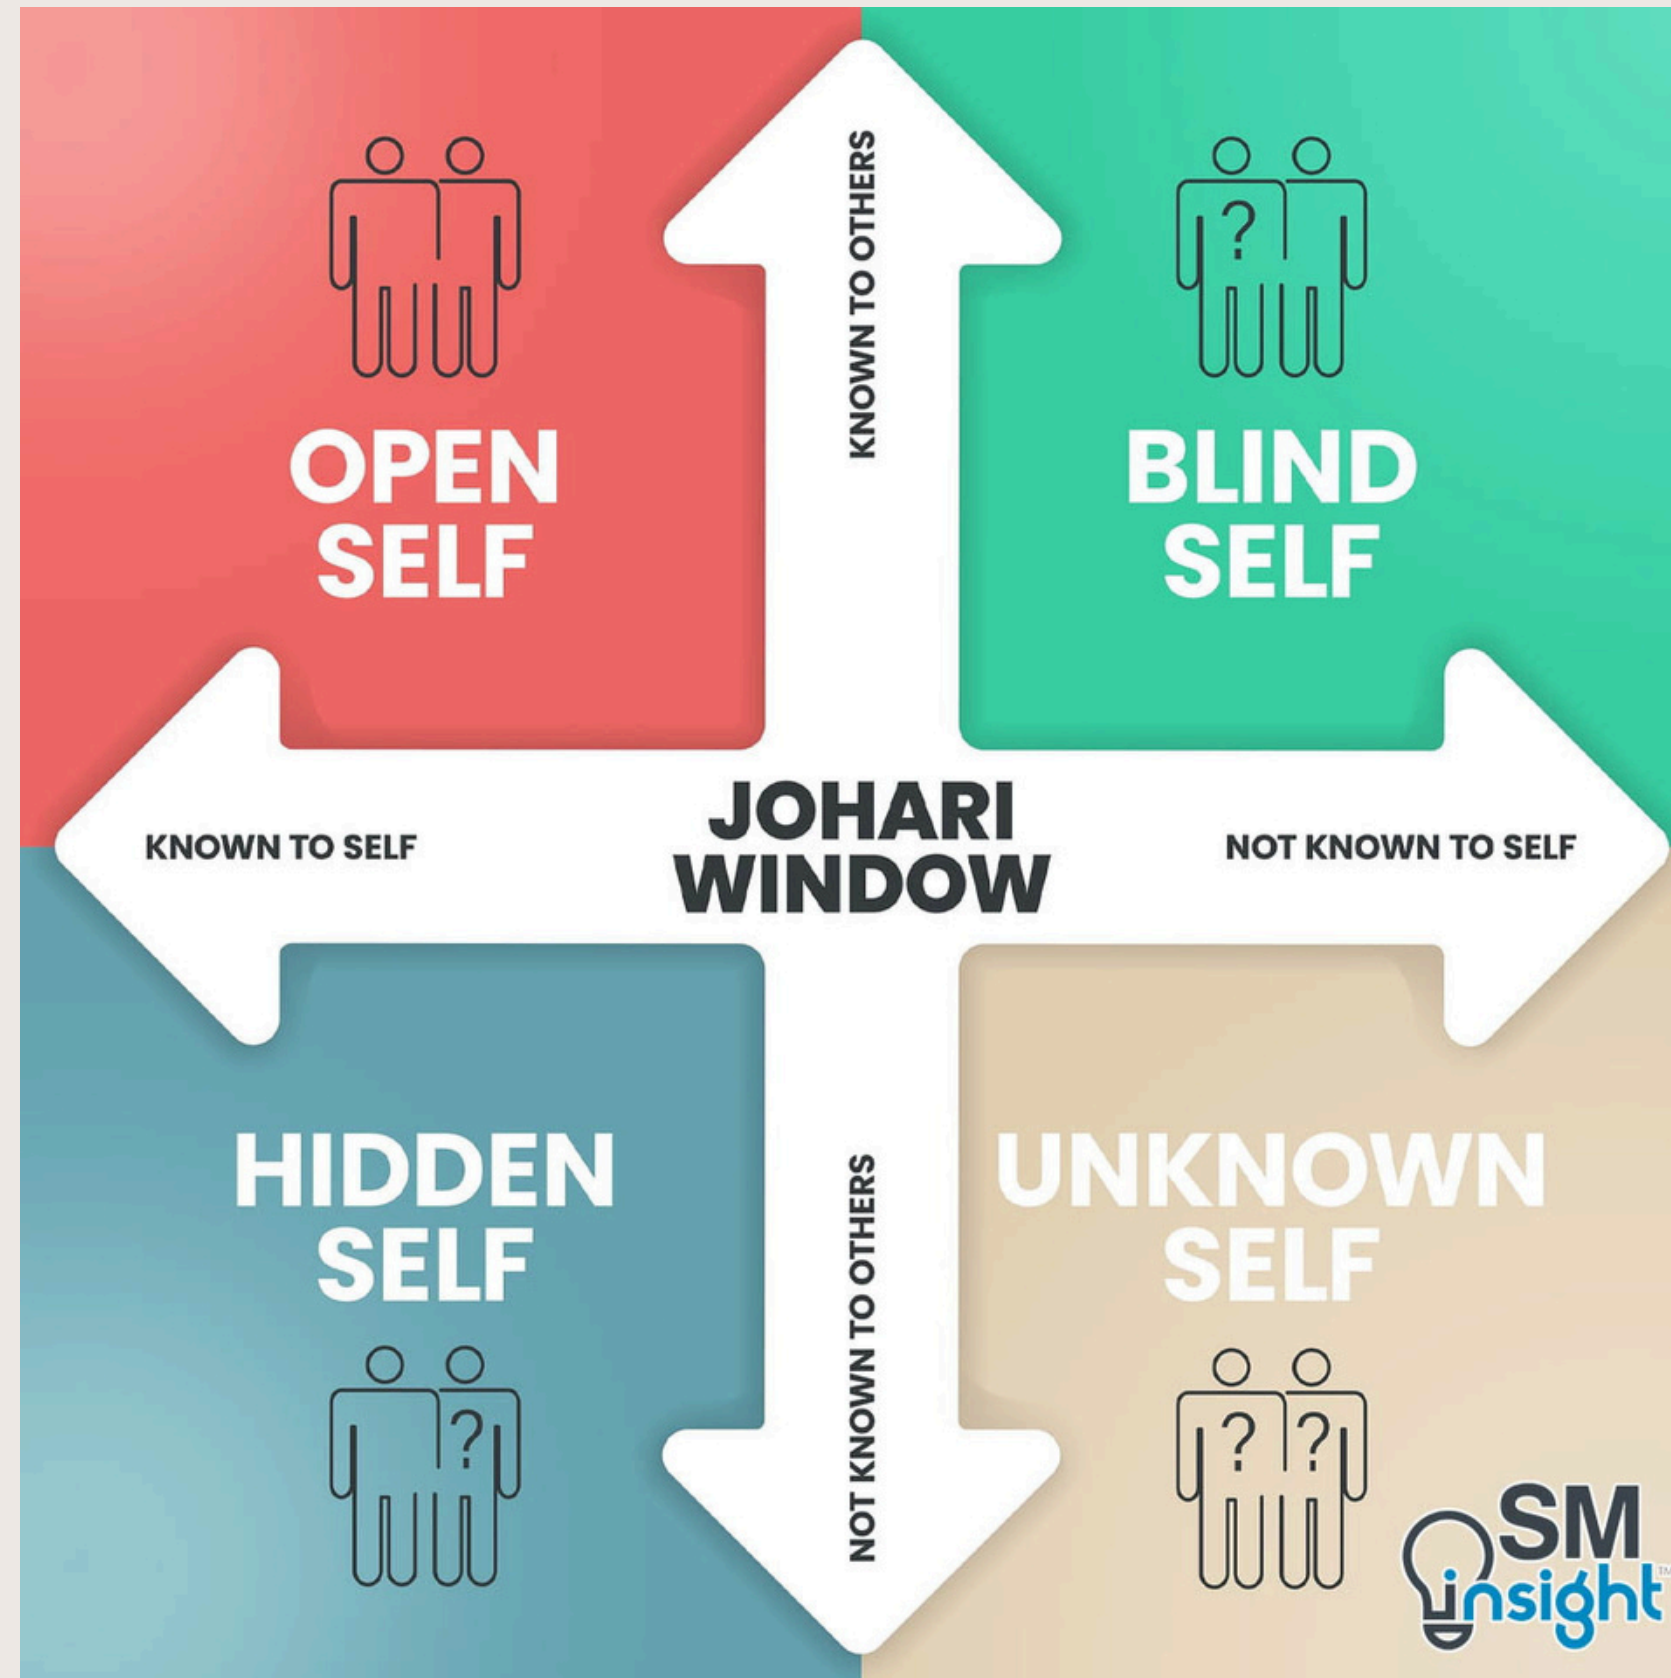 KNOWN TO OTHERS
OPEN
SELF
BLIND
SELF
?
KNOWN TO SELF
JOHARI
WINDOW
NOT KNOWN TO SELF
HIDDEN
SELF
UNKNOWN
SELF
NOT KNOWN TO OTHERS
?
? ?
SM
insight
TM